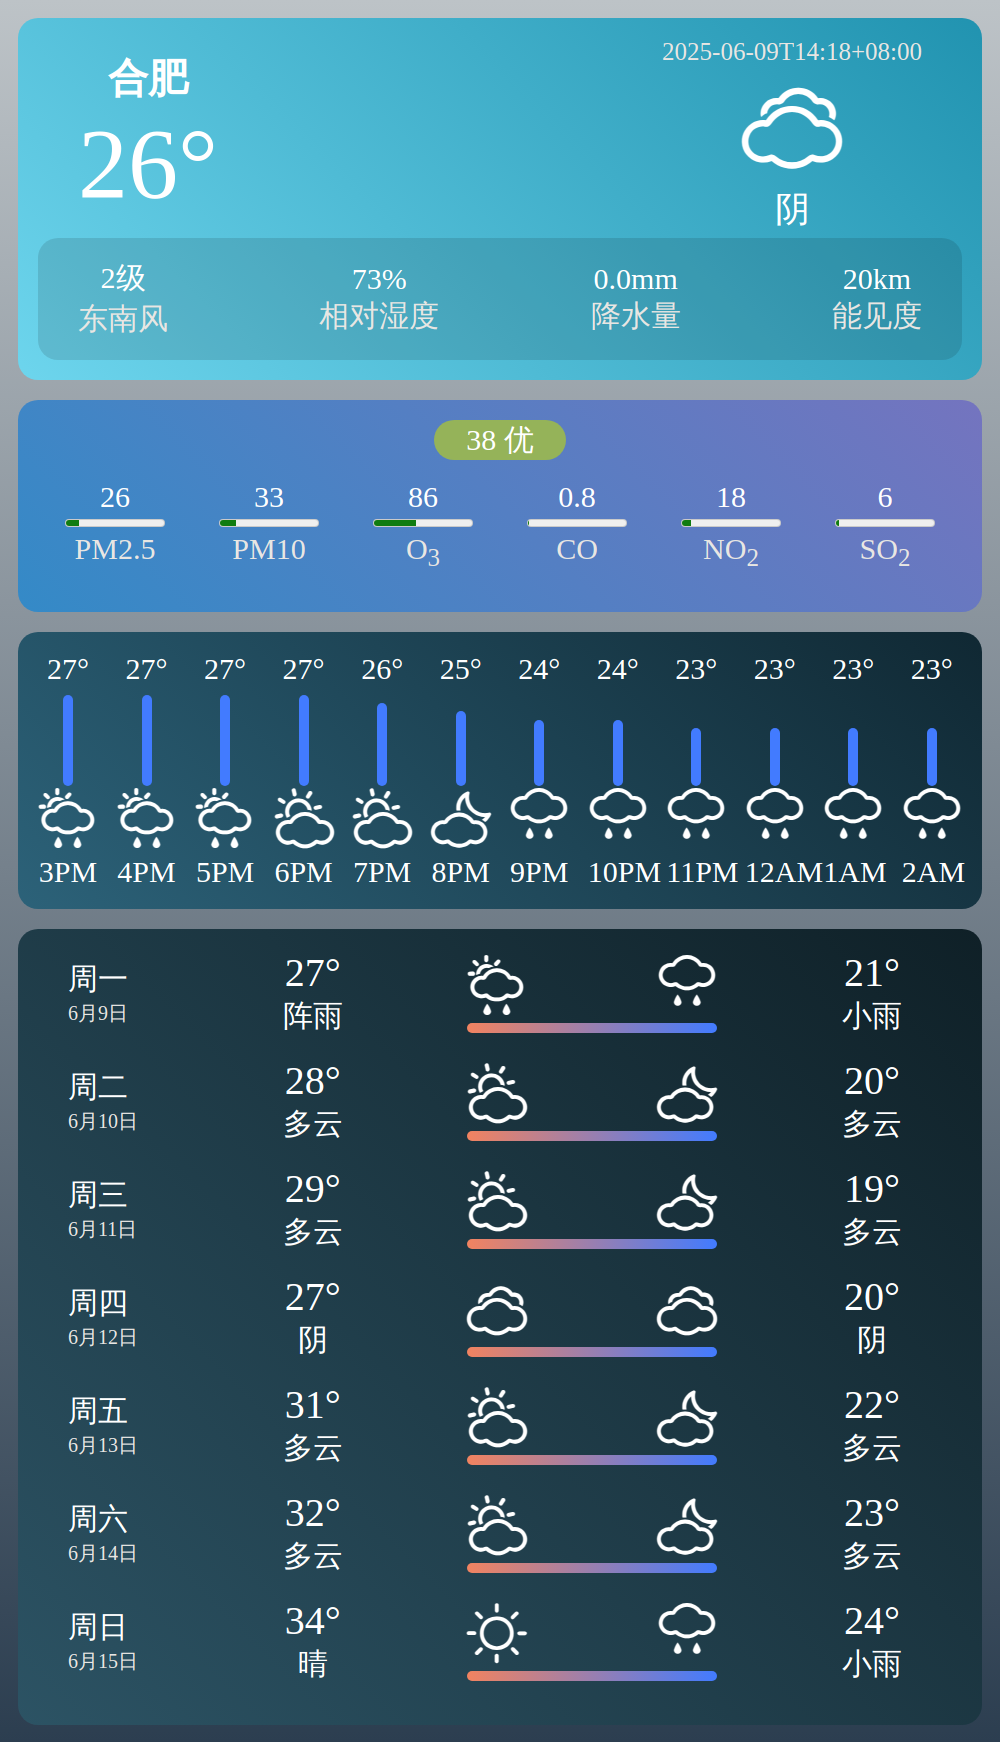 合肥
26°
2025-06-09T14:18+08:00
阴
2级 73% 0.0mm 20km
东南风 相对湿度 降水量 能见度
38 优
26 33 86 0.8 18 6
PM2.5 PM10 O3 CO NO2 SO2
27° 27° 27° 27° 26° 25° 24° 24° 23° 23° 23° 23°
3PM 4PM 5PM 6PM 7PM 8PM 9PM 10PM 11PM 12AM 1AM 2AM
周一 27° 21°
6月9日 阵雨 小雨
周二 28° 20°
6月10日 多云 多云
周三 29° 19°
6月11日 多云 多云
周四 27° 20°
6月12日 阴 阴
周五 31° 22°
6月13日 多云 多云
周六 32° 23°
6月14日 多云 多云
周日 34° 24°
6月15日 晴 小雨